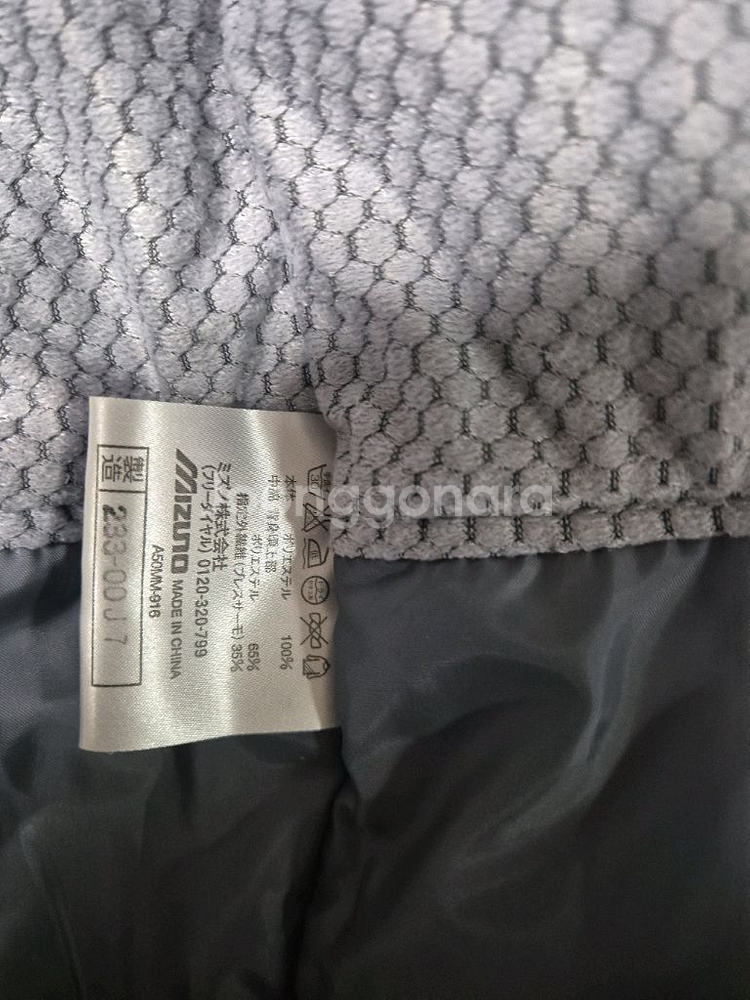 本体 ポリエステル 100%
中綿 背身頃上部
ポリエステル 65%
指定外繊維(ブレスサーモ) 35%
ミズノ株式会社
(フリーダイヤル) 0120-320-799
MIZUNO MADE IN CHINA
A50MM-916
製造 233-00J7